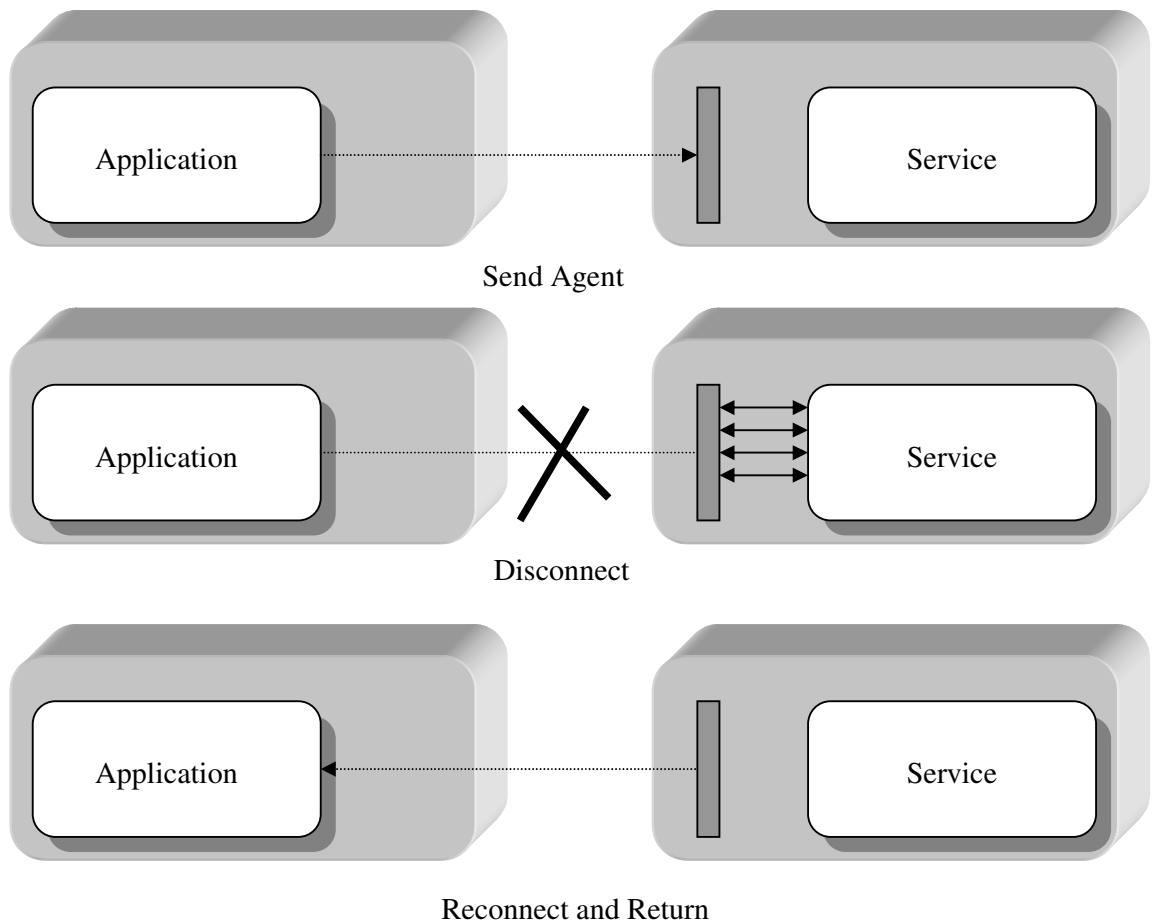 Application
Service
Send Agent
Application
Service
Disconnect
Application
Service
Reconnect and Return